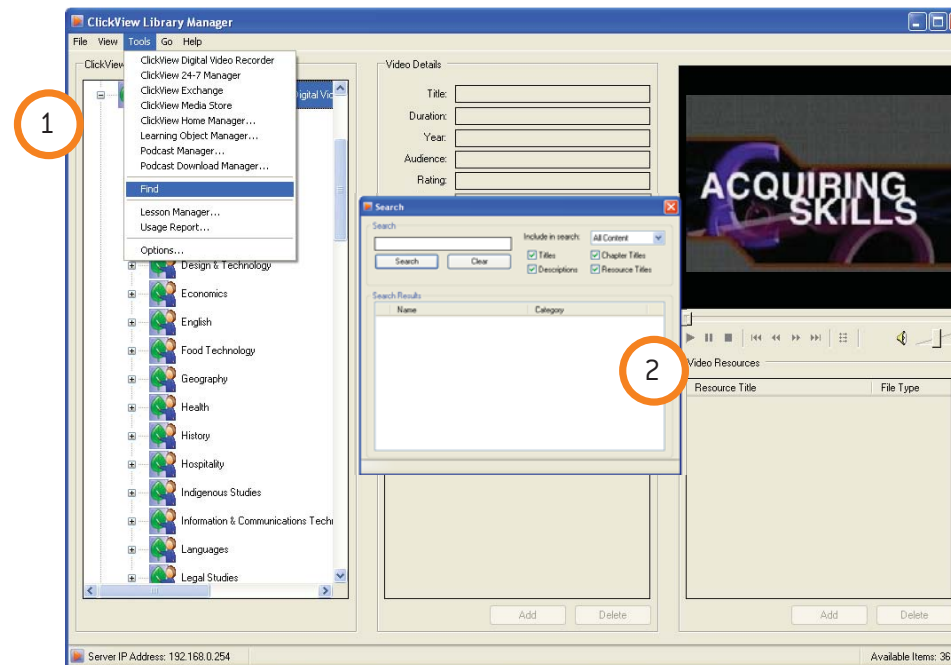 ClickView Library Manager
File View Tools Go Help
ClickView
Digital Vic
ClickView Digital Video Recorder
ClickView 24-7 Manager
ClickView Exchange
ClickView Media Store
ClickView Home Manager...
Learning Object Manager...
Podcast Manager...
Podcast Download Manager...
Find
Lesson Manager...
Usage Report...
Options...
1
Design & Technology
Economics
English
Food Technology
Geography
Health
History
Hospitality
Indigenous Studies
Information & Communications Techn
Languages
Legal Studies
Video Details
Title:
Duration:
Year:
Audience:
Rating:
Search
Search
Include in search: All Content
Search Clear
Titles Chapter Titles
Descriptions Resource Titles
Search Results
Name Category
2
Add Delete
ACQUIRING
SKILLS
Video Resources
Resource Title File Type
Add Delete
Server IP Address: 192.168.0.254
Available Items: 36